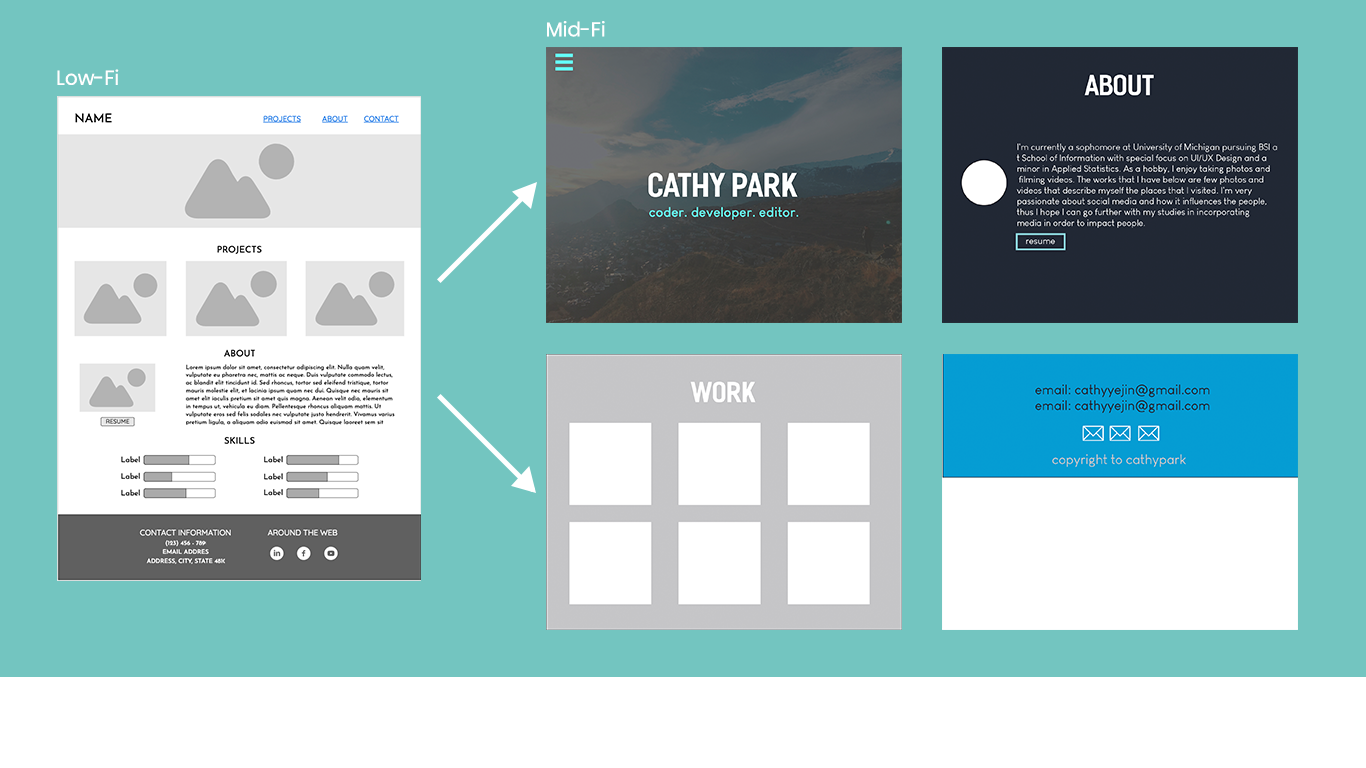 Low-Fi
NAME
PROJECTS ABOUT CONTACT
PROJECTS
ABOUT
Lorem ipsum dolor sit amet, consectetur adipiscing elit. Nulla quam velit,
vulputate eu pharetra nec, mattis ac neque. Duis vulputate commodo lectus,
ac blandit elit tincidunt id. Sed rhoncus, tortor sed eleifend tristique, tortor
mauris molestie elit, et lacinia ipsum quam nec dui. Quisque nec mauris sit
amet elit iaculis pretium sit amet quis magna. Aenean velit odio, elementum
in tempus ut, vehicula eu diam. Pellentesque rhoncus aliquam mattis. Ut
vulputate eros sed felis sodales nec vulputate justo hendrerit. Vivamus varius
pretium ligula, a aliquam odio euismod sit amet. Quisque laoreet sem sit
RESUME
SKILLS
Label Label
Label Label
Label Label
CONTACT INFORMATION
(123) 456 - 789
EMAIL ADDRES
ADDRESS, CITY, STATE 48K
AROUND THE WEB
in f
Mid-Fi
CATHY PARK
coder. developer. editor.
ABOUT
I'm currently a sophomore at University of Michigan pursuing BSI a
t School of Information with special focus on UI/UX Design and a
minor in Applied Statistics. As a hobby, I enjoy taking photos and
filming videos. The works that I have below are few photos and
videos that describe myself the places that I visited. I'm very
passionate about social media and how it influences the people,
thus I hope I can go further with my studies in incorporating
media in order to impact people.
resume
WORK
email: cathyyejin@gmail.com
email: cathyyejin@gmail.com
copyright to cathypark